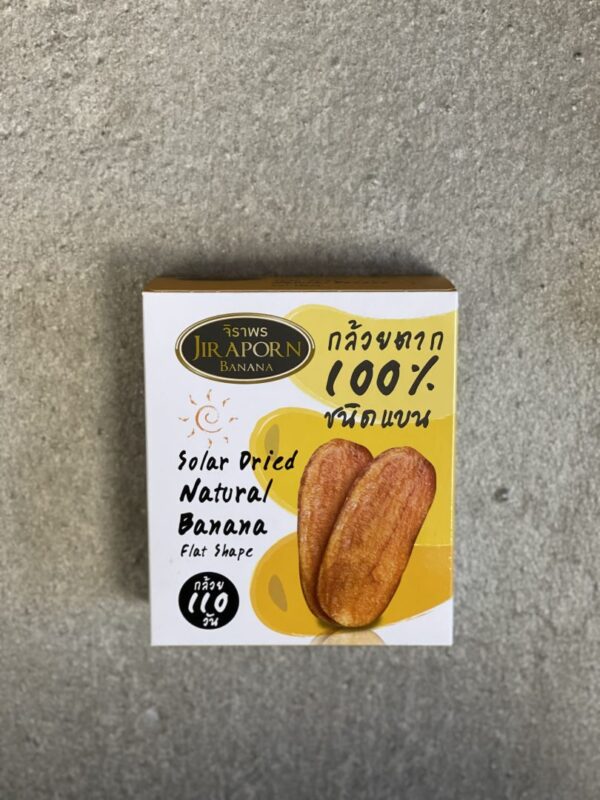 จิราพร
JIRAPORN
BANANA
กล้วยตาก
100%
ชนิดแบน
Solar Dried
Natural
Banana
Flat Shape
กล้วย
110
วัน